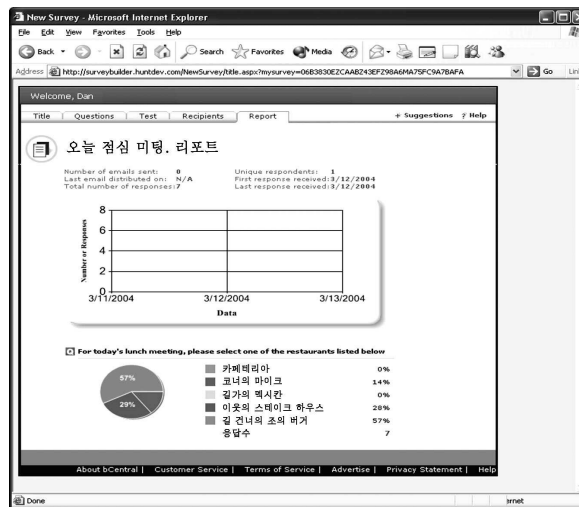 New Survey - Microsoft Internet Explorer
File Edit View Favorites Tools Help
Back Search Favorites Media
Address http://surveybuilder.huntdev.com/NewSurvey/title.aspx?mysurvey=06B3830EZCAABZ43EFZ98A6MA75FC9A7BAFA Go Lin
Welcome, Dan
Title Questions Test Recipients Report + Suggestions ? Help
오늘 점심 미팅. 리포트
Number of emails sent: 0 Unique respondents: 1
Last email distributed on: N/A First response received: 3/12/2004
Total number of responses: 7 Last response received: 3/12/2004
8
6
4
2
0
Number or Responses
3/11/2004 3/12/2004 3/13/2004
Data
For today's lunch meeting, please select one of the restaurants listed below
57%
29%
카페테리아 0%
코너의 마이크 14%
길가의 멕시칸 0%
이웃의 스테이크 하우스 28%
길 건너의 조의 버거 57%
응답수 7
About bCentral | Customer Service | Terms of Service | Advertise | Privacy Statement | Help
Done ernet